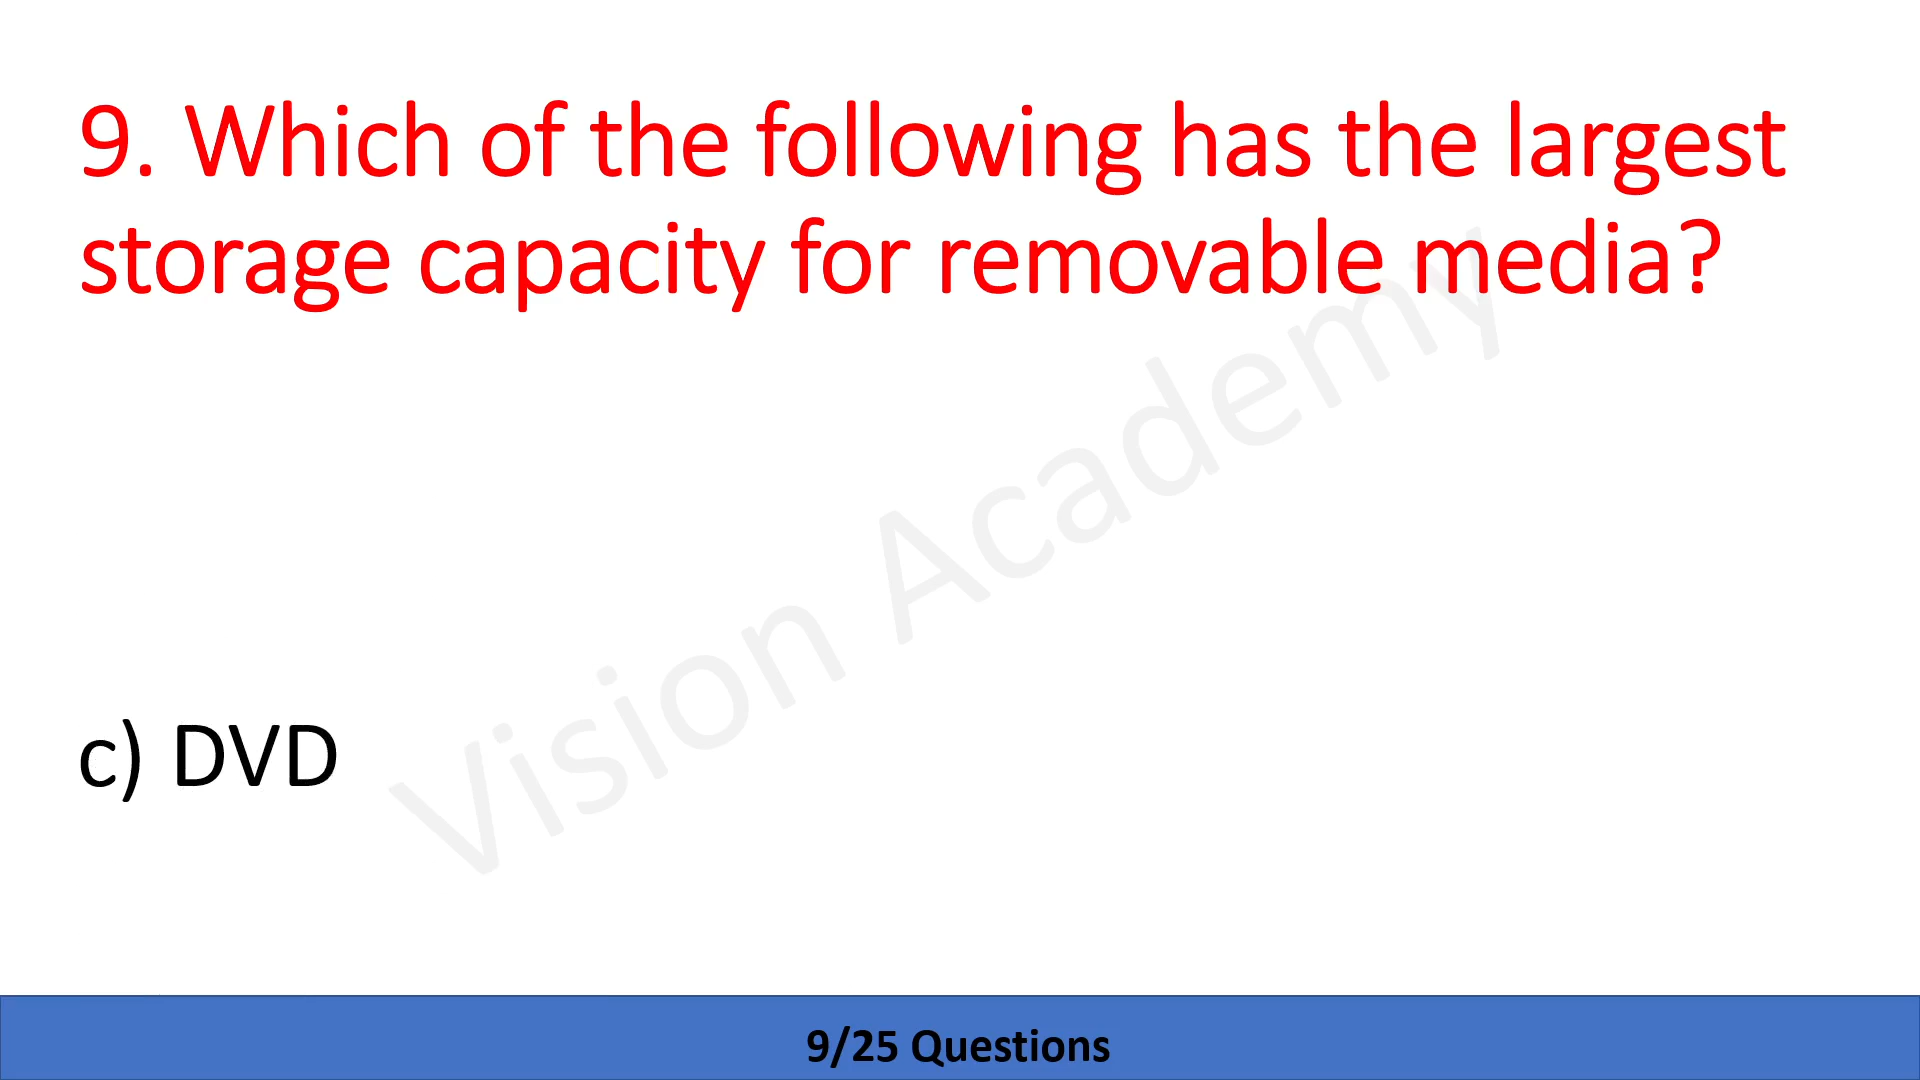 9. Which of the following has the largest
storage capacity for removable media?
Vision Academy
c) DVD
9/25 Questions